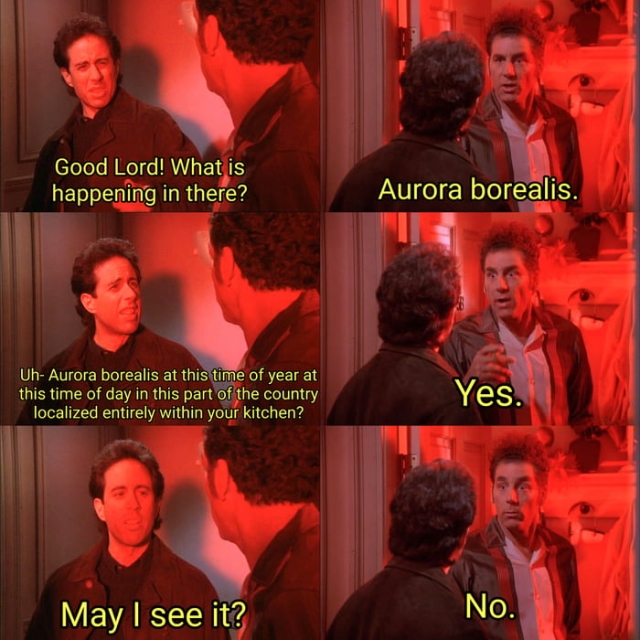 Good Lord! What is
happening in there?
Aurora borealis.
Uh- Aurora borealis at this time of year at
this time of day in this part of the country
localized entirely within your kitchen?
Yes.
May I see it?
No.